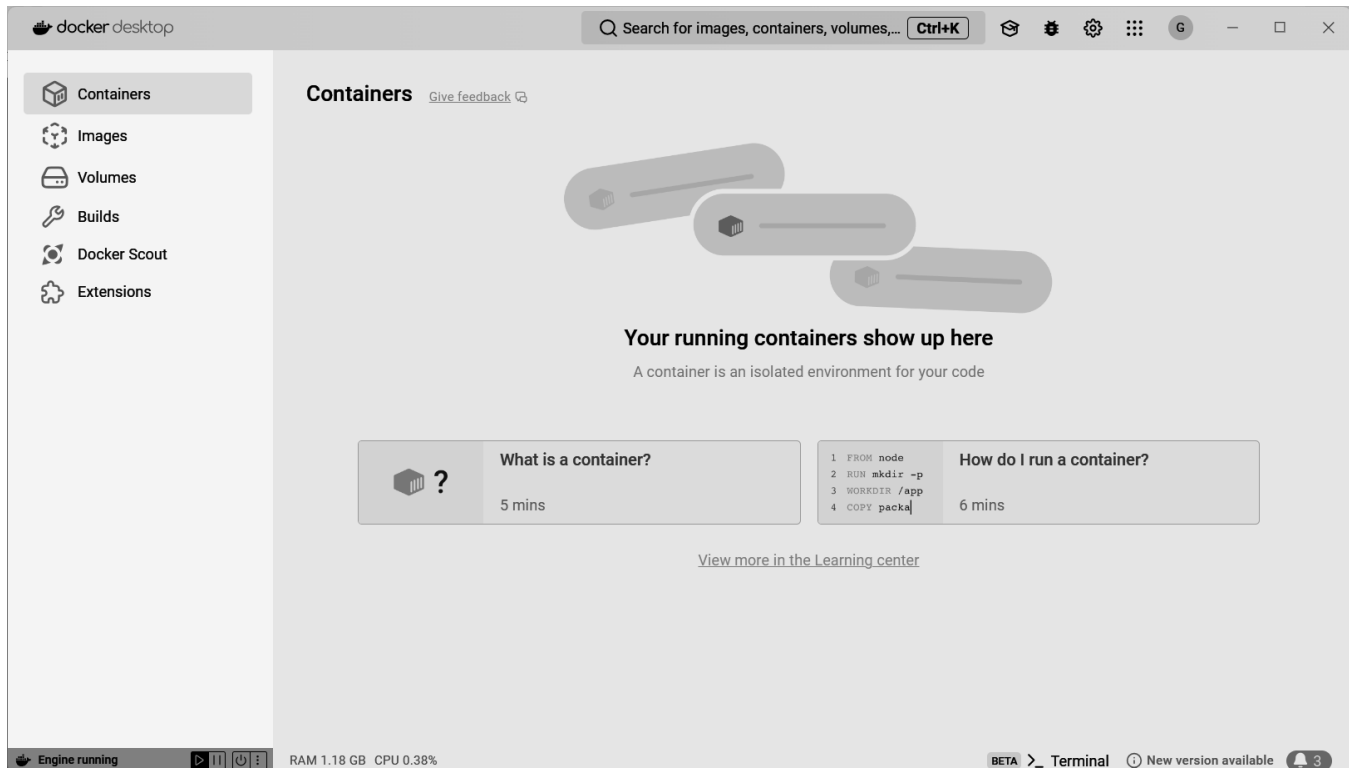 docker desktop
Search for images, containers, volumes,... Ctrl+K
G
Containers
Images
Volumes
Builds
Docker Scout
Extensions
Containers Give feedback
Your running containers show up here
A container is an isolated environment for your code
?
What is a container?
5 mins
1 FROM node
2 RUN mkdir -p
3 WORKDIR /app
4 COPY packa
How do I run a container?
6 mins
View more in the Learning center
Engine running
RAM 1.18 GB CPU 0.38%
BETA >_ Terminal
New version available
3